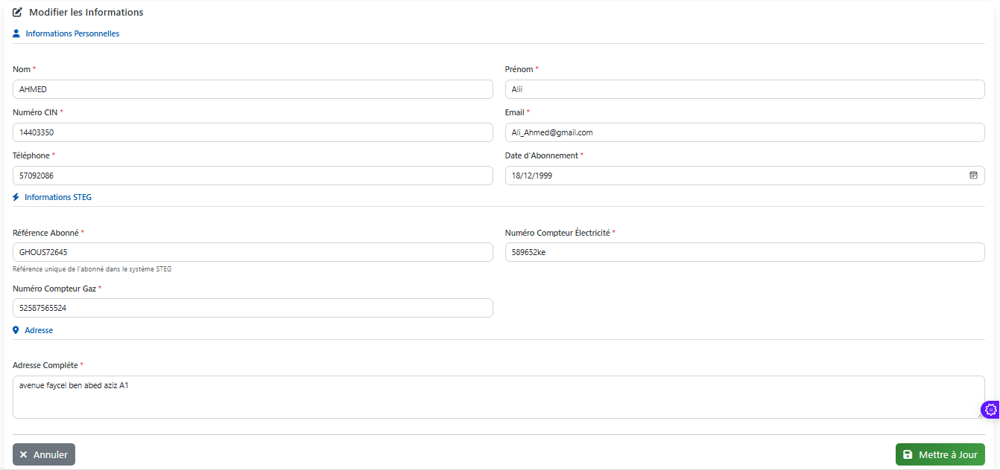 Modifier les Informations
Informations Personnelles
Nom *
Prénom *
AHMED
Alii
Numéro CIN *
Email *
14403350
Ali_Ahmed@gmail.com
Téléphone *
Date d'Abonnement *
57092086
18/12/1999
Informations STEG
Référence Abonné *
Numéro Compteur Électricité *
GHOUS72645
589652ke
Référence unique de l'abonné dans le système STEG
Numéro Compteur Gaz *
52587565524
Adresse
Adresse Complète *
avenue faycel ben abed aziz A1
Annuler
Mettre à Jour